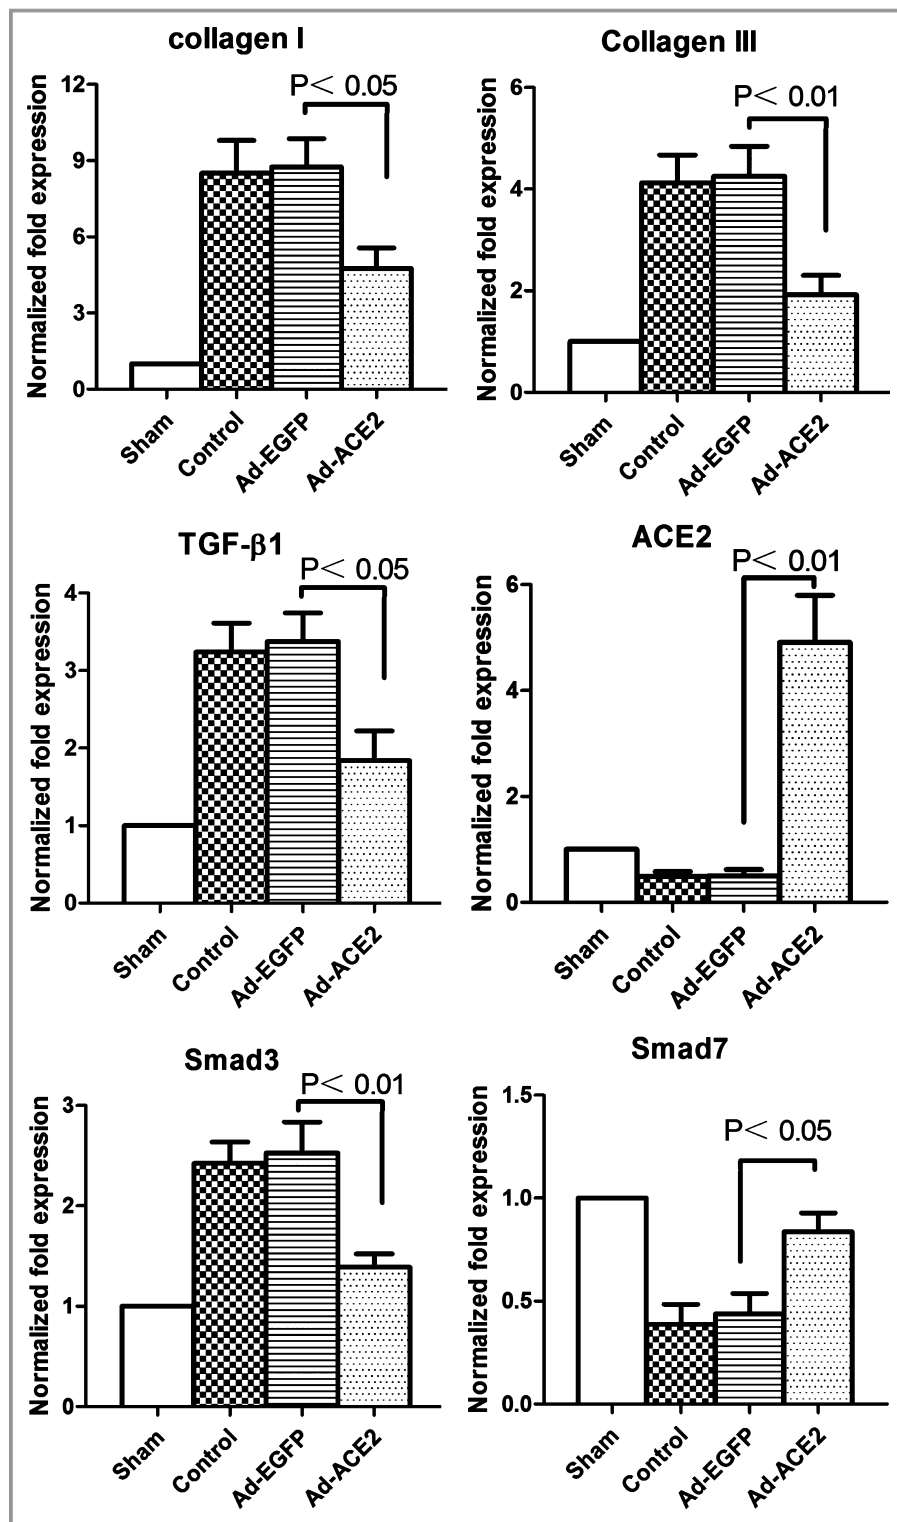 collagen I
Normalized fold expression
12
9
6
3
0
P< 0.05
Sham
Control
Ad-EGFP
Ad-ACE2
Collagen III
Normalized fold expression
6
4
2
0
P< 0.01
Sham
Control
Ad-EGFP
Ad-ACE2
TGF-β1
Normalized fold expression
4
3
2
1
0
P< 0.05
Sham
Control
Ad-EGFP
Ad-ACE2
ACE2
Normalized fold expression
6
4
2
0
P< 0.01
Sham
Control
Ad-EGFP
Ad-ACE2
Smad3
Normalized fold expression
3
2
1
0
P< 0.01
Sham
Control
Ad-EGFP
Ad-ACE2
Smad7
Normalized fold expression
1.5
1.0
0.5
0.0
P< 0.05
Sham
Control
Ad-EGFP
Ad-ACE2